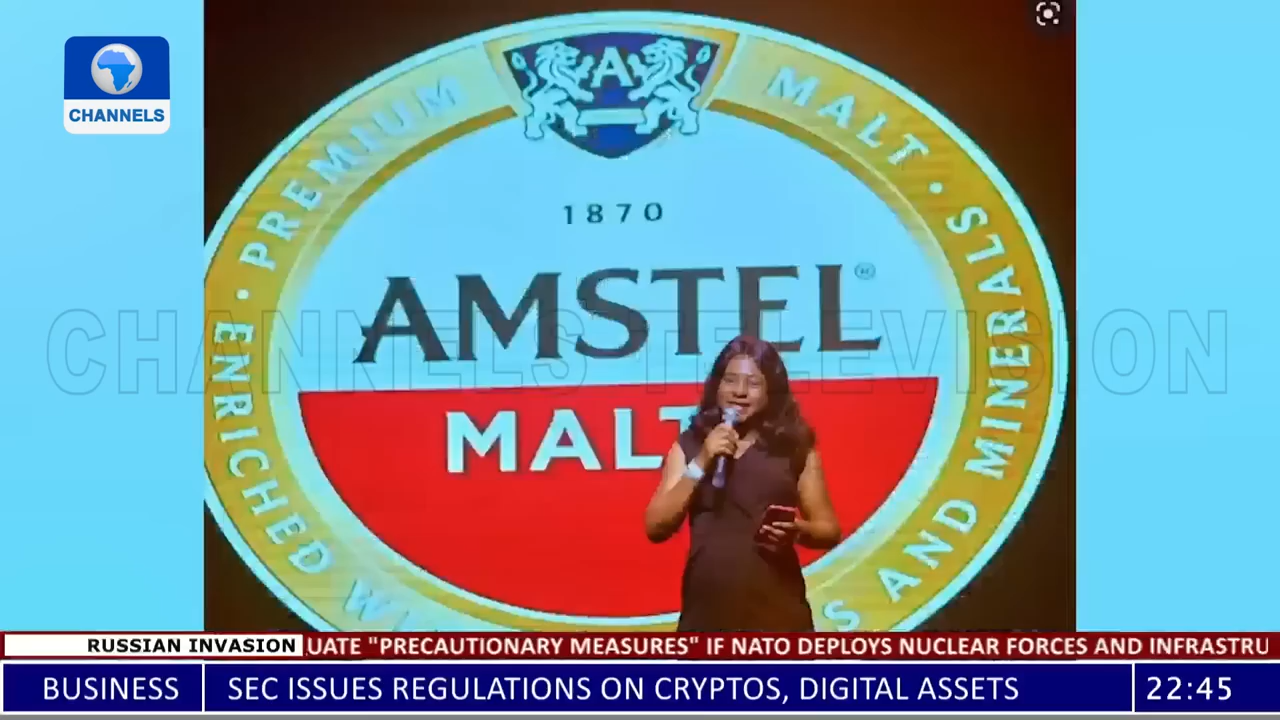 CHANNELS
A
PREMIUM MALT
1870
AMSTEL®
MALT
ENRICHED
S AND MINERALS
CHANNELS TELEVISION
RUSSIAN INVASION
UATE "PRECAUTIONARY MEASURES" IF NATO DEPLOYS NUCLEAR FORCES AND INFRASTRU
BUSINESS
SEC ISSUES REGULATIONS ON CRYPTOS, DIGITAL ASSETS
22:45